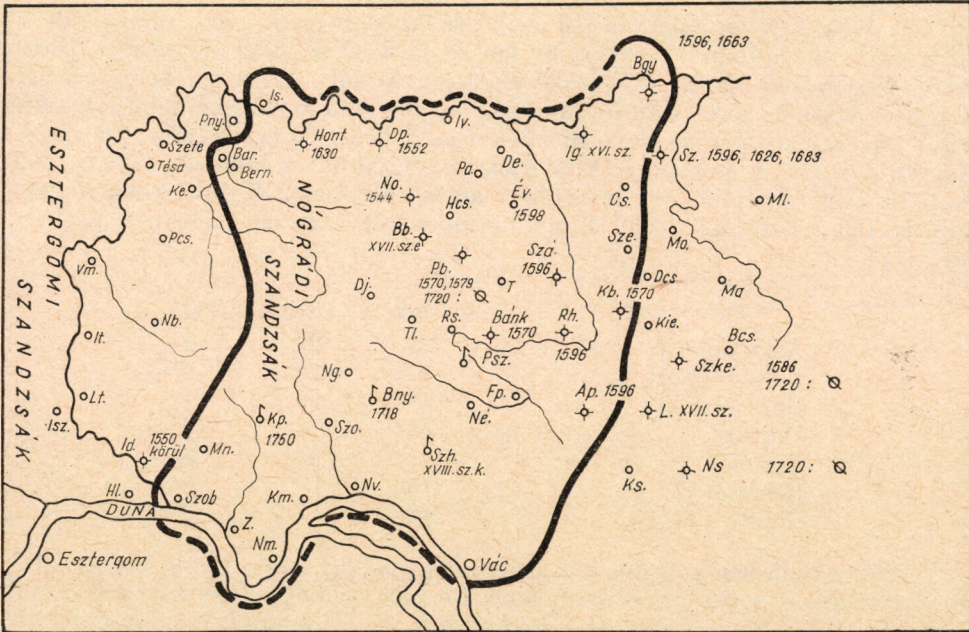 1596, 1663
Bgy
Is.
Pny.
Szete
Tésa
Bar.
Bern.
Ke.
Hont
1630
Dp.
1552
Iv.
Ig. XVI. sz.
Sz. 1596, 1626, 1683
De.
Pa.
No.
1544
Hcs.
Év.
1598
Cs.
Ml.
ESZTERGOMI
SZANDZSÁK
NÓGRÁDI
SZANDZSÁK
Pcs.
Bb.
XVII. sz. e
Sze.
Mo.
Vm.
Pb.
1570, 1579
1720 :
T
Szá.
1596
Dcs.
Ma
Dj.
Kb. 1570
Nb.
It.
Tl.
Rs.
Bánk
1570
Rh.
1596
Kie.
Bcs.
Psz.
Szke.
1586
1720 :
Ng.
Lt.
Isz.
Bny.
1718
Fp.
Né.
Ap. 1596
L. XVII. sz.
Kp.
1750
Szo.
Id.
1550
körül
Mn.
Szh.
XVIII. sz. k.
Ks.
Ns
1720 :
Hl.
Szob
DUNA
Km.
Nv.
Z.
Nm.
Esztergom
Vác